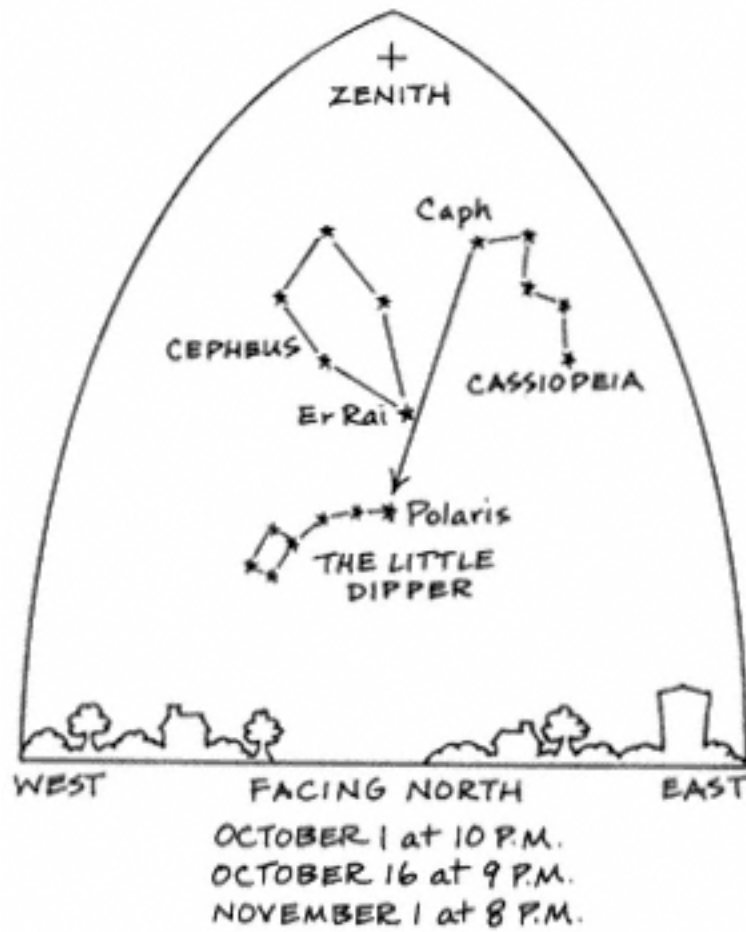 ZENITH
Caph
CEPHEUS
CASSIOPEIA
Er Rai
Polaris
THE LITTLE
DIPPER
WEST
FACING NORTH
EAST
OCTOBER 1 at 10 P.M.
OCTOBER 16 at 9 P.M.
NOVEMBER 1 at 8 P.M.